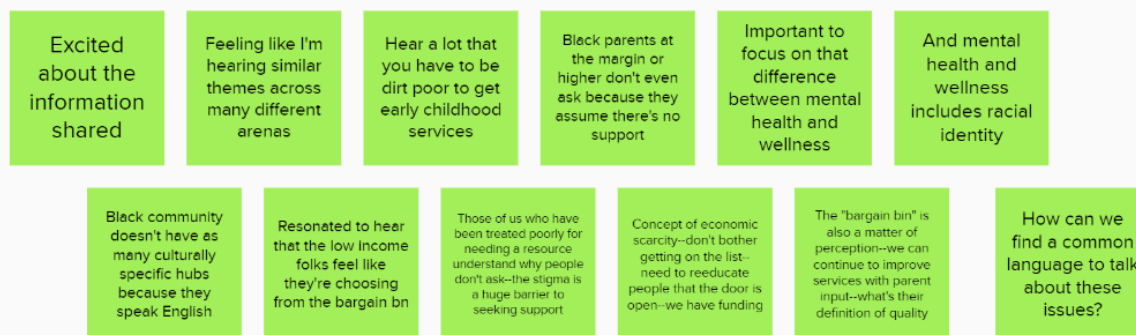 Excited
about the
information
shared
Feeling like I'm
hearing similar
themes across
many different
arenas
Hear a lot that
you have to be
dirt poor to get
early childhood
services
Black parents at
the margin or
higher don't even
ask because they
assume there's no
support
Important to
focus on that
difference
between mental
health and
wellness
And mental
health and
wellness
includes racial
identity
Black community
doesn't have as
many culturally
specific hubs
because they
speak English
Resonated to hear
that the low income
folks feel like
they're choosing
from the bargain bn
Those of us who have
been treated poorly for
needing a resource
understand why people
don't ask--the stigma is
a huge barrier to
seeking support
Concept of economic
scarcity--don't bother
getting on the list--
need to reeducate
people that the door is
open--we have funding
The "bargain bin" is
also a matter of
perception--we can
continue to improve
services with parent
input--what's their
definition of quality
How can we
find a common
language to talk
about these
issues?